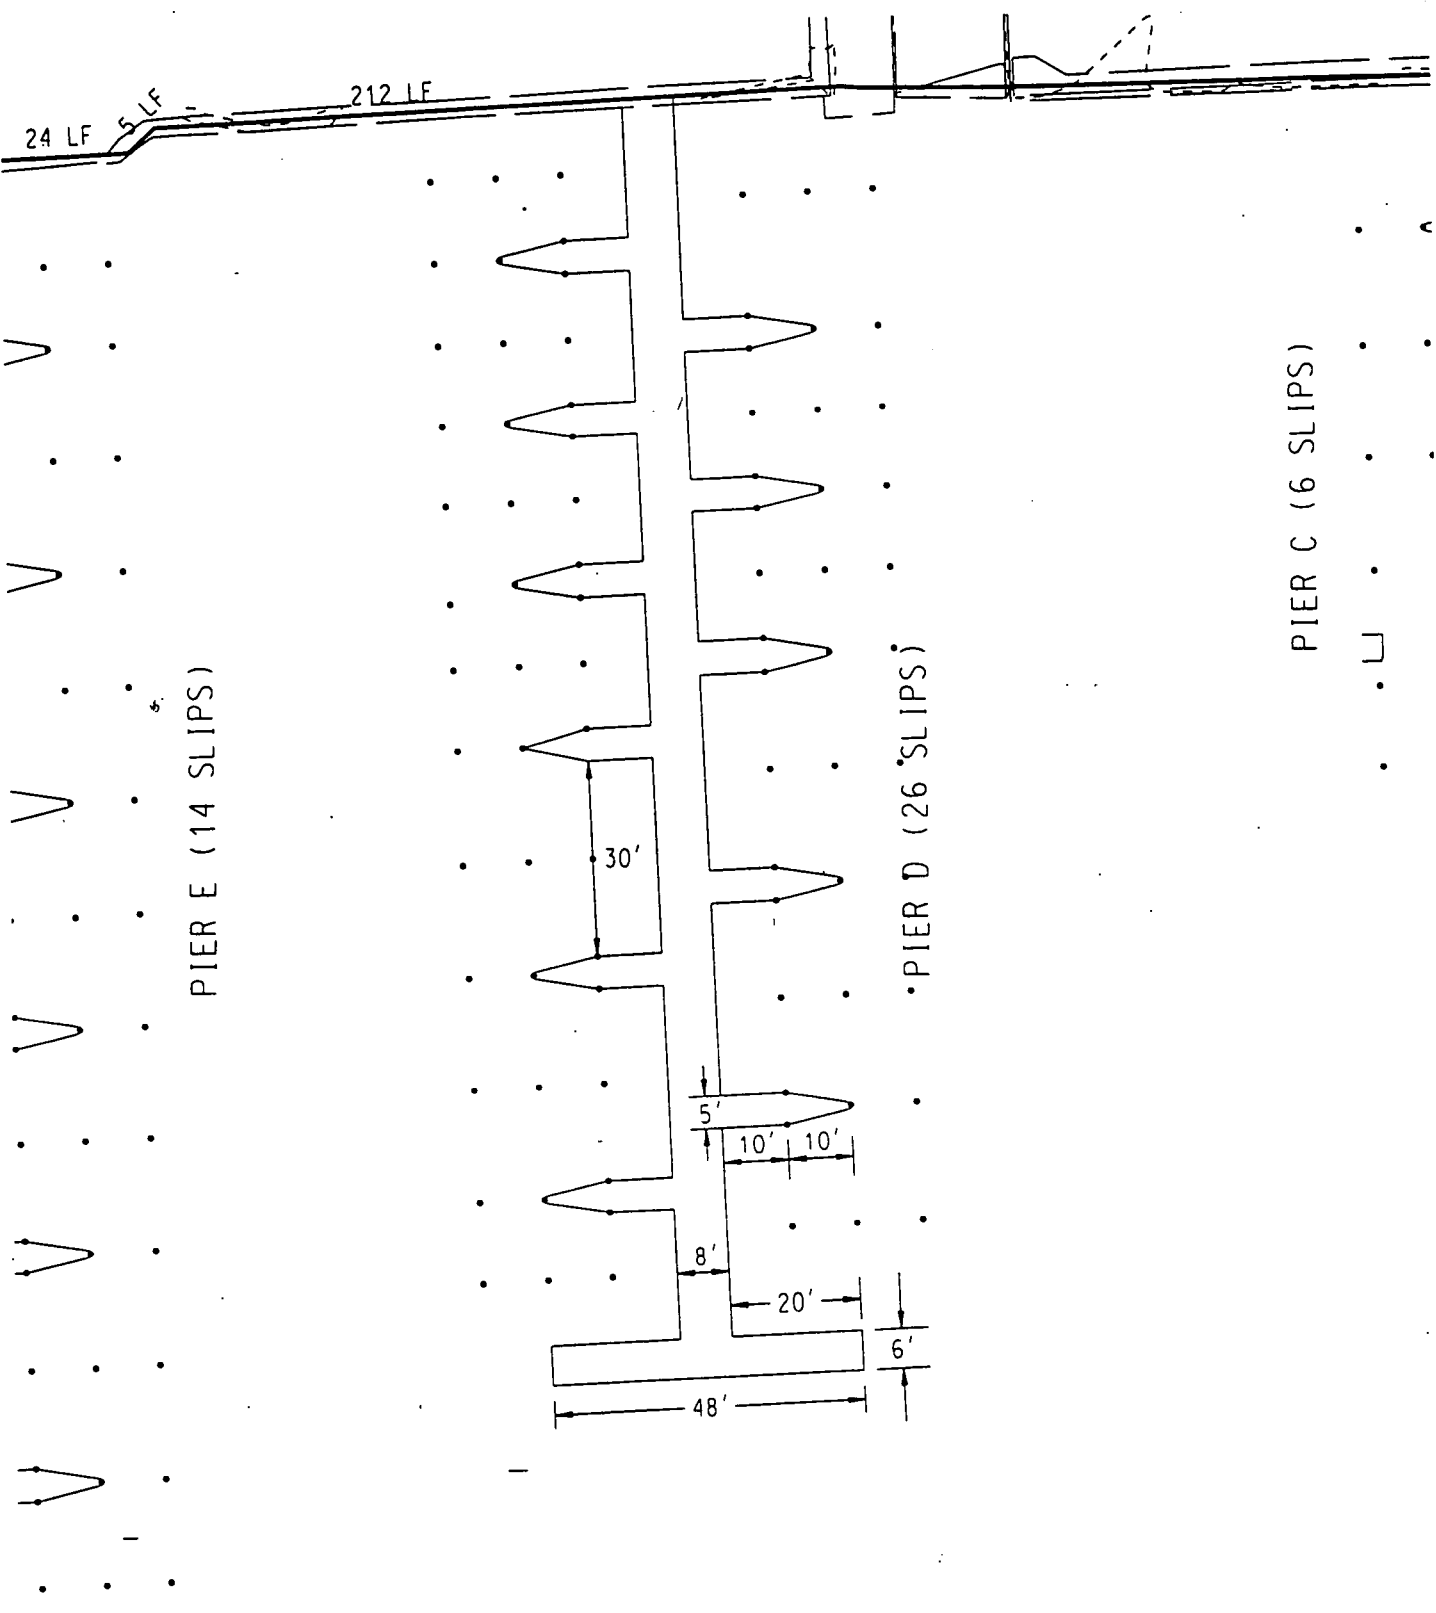 212 LF
5 LF
24 LF
PIER C (6 SLIPS)
PIER E (14 SLIPS)
PIER D (26 SLIPS)
30'
5'
10'
10'
8'
20'
6'
48'